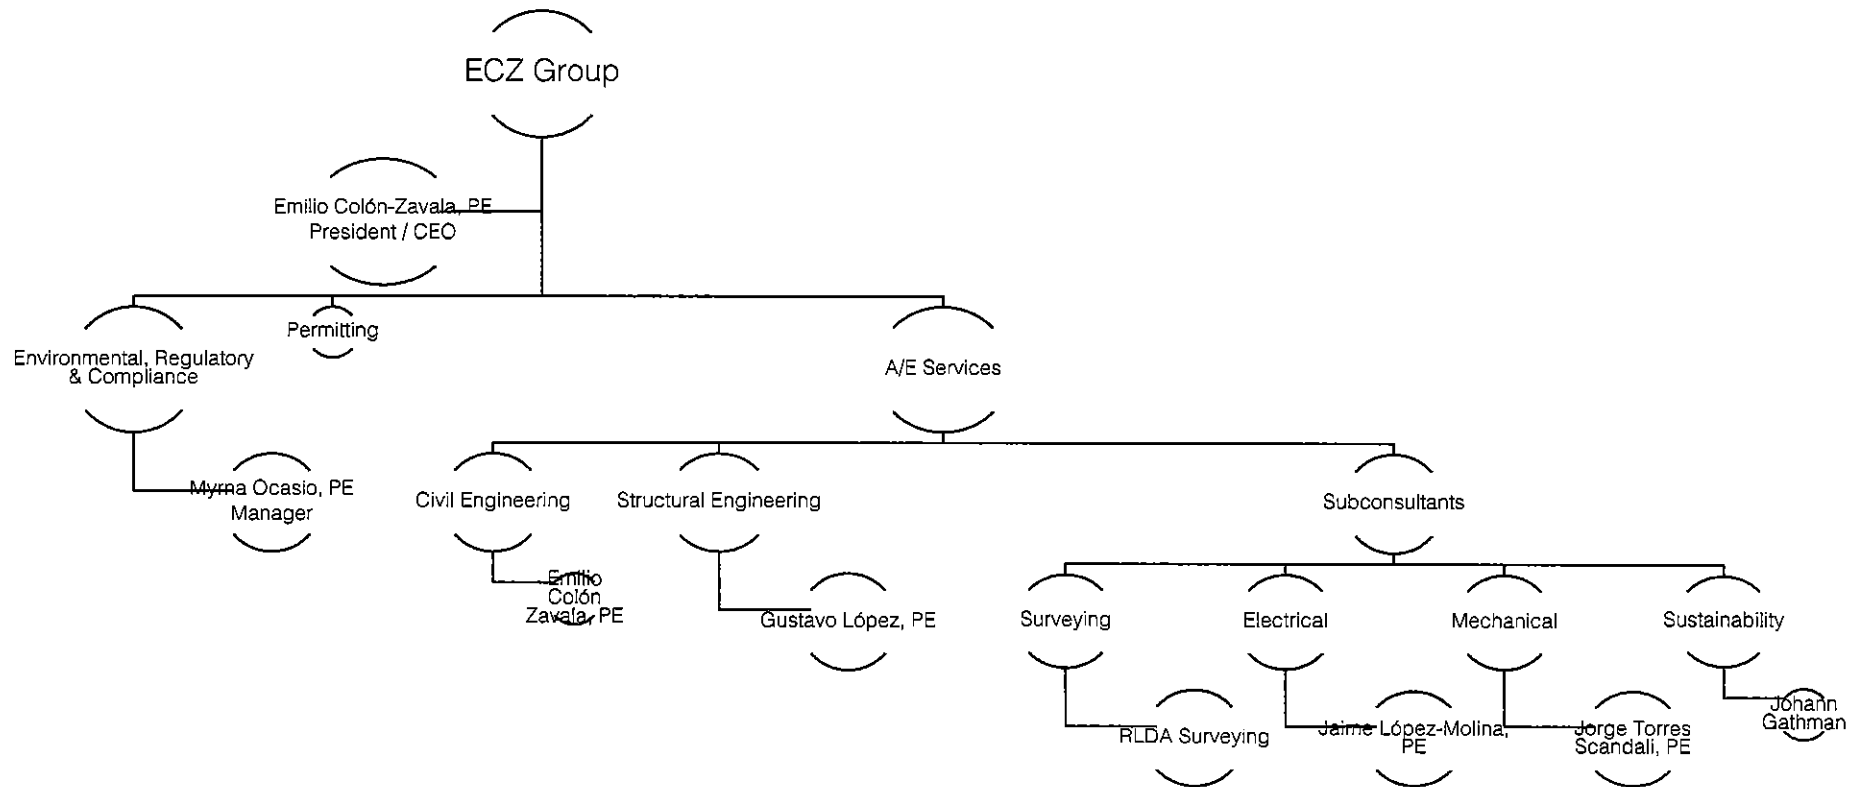 ECZ Group
Emilio Colón-Zavala, PE
President / CEO
Permitting
Environmental, Regulatory
& Compliance
A/E Services
Myrna Ocasio, PE
Manager
Civil Engineering
Structural Engineering
Subconsultants
Emilio
Colón
Zavala, PE
Gustavo López, PE
Surveying
Electrical
Mechanical
Sustainability
RLDA Surveying
Jaime López-Molina,
PE
Jorge Torres
Scandali, PE
Johann
Gathman